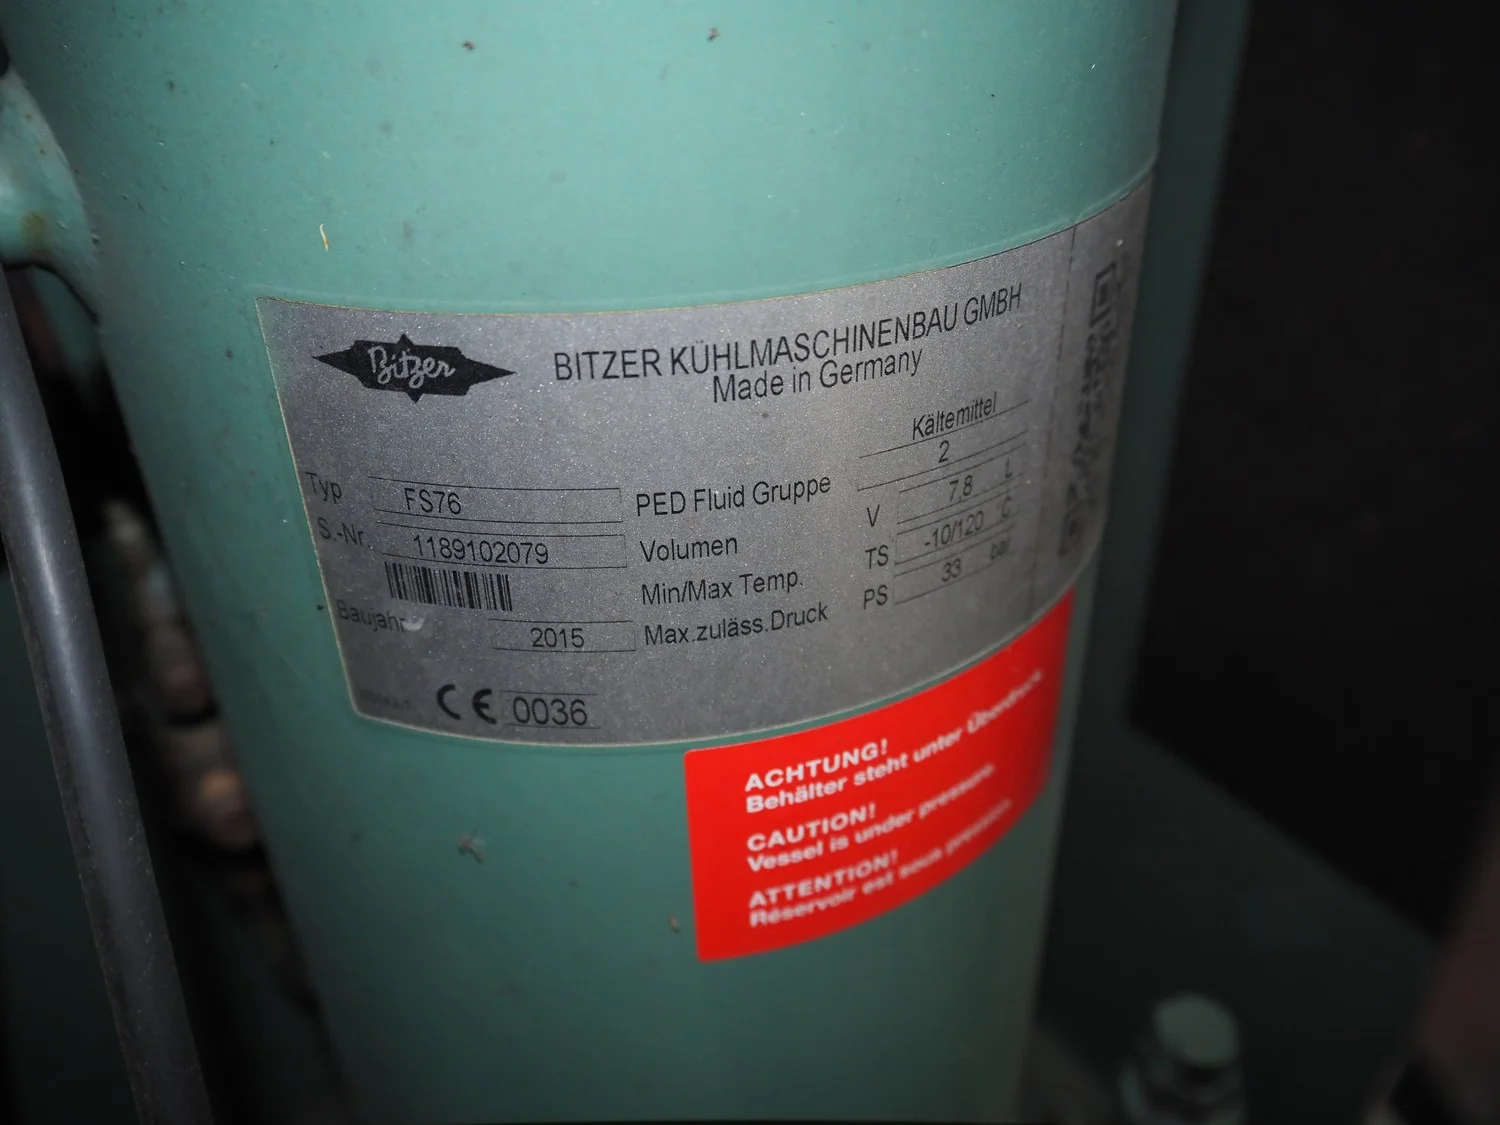 Bitzer
BITZER KÜHLMASCHINENBAU GMBH
Made in Germany
Kältemittel
Typ FS76 PED Fluid Gruppe 2
S.-Nr. 1189102079 Volumen V 7,8 L
Min/Max Temp. TS -10/120 C
Baujahr 2015 Max.zuläss.Druck PS 33 bar
CE 0036
ACHTUNG!
Behälter steht unter Überdruck.
CAUTION!
Vessel is under pressure.
ATTENTION!
Réservoir est sous pression.